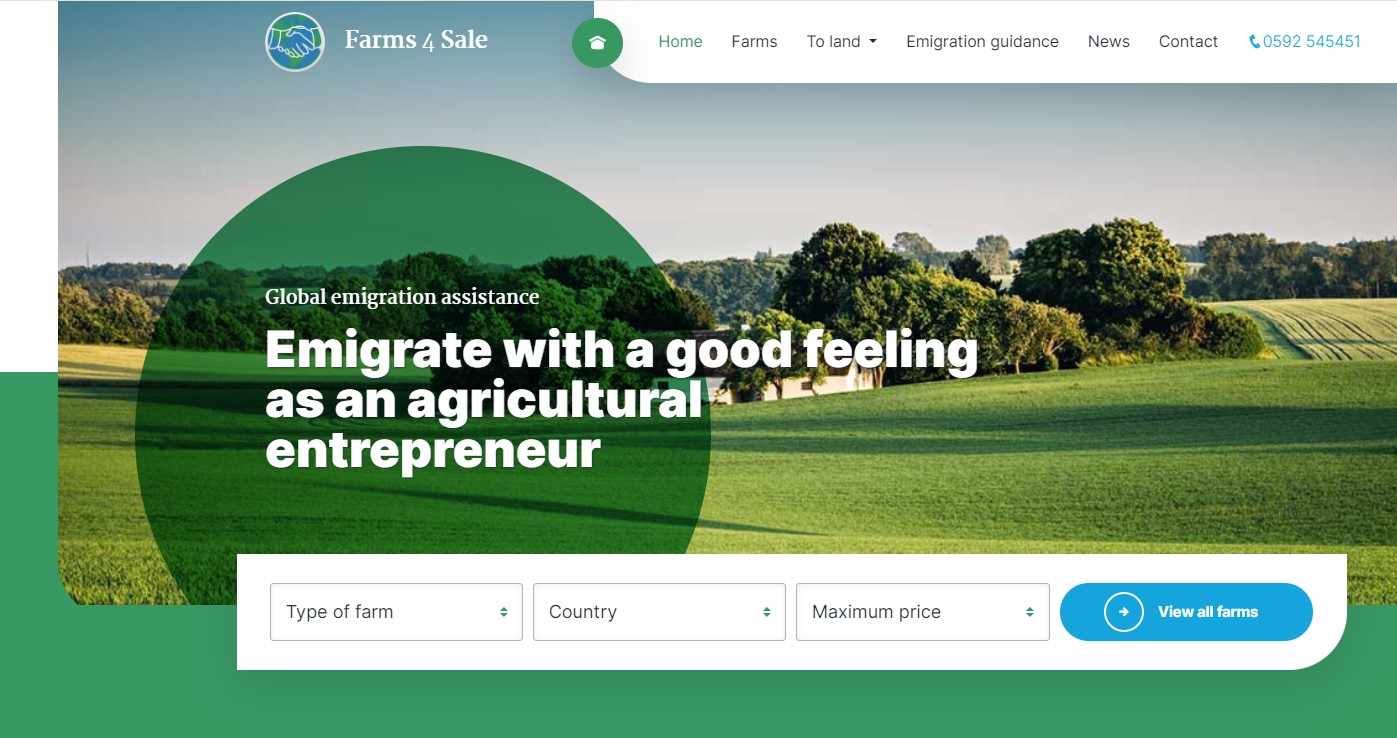 Farms 4 Sale
Home Farms To land Emigration guidance News Contact 0592 545451
Global emigration assistance
Emigrate with a good feeling
as an agricultural
entrepreneur
Type of farm Country Maximum price View all farms